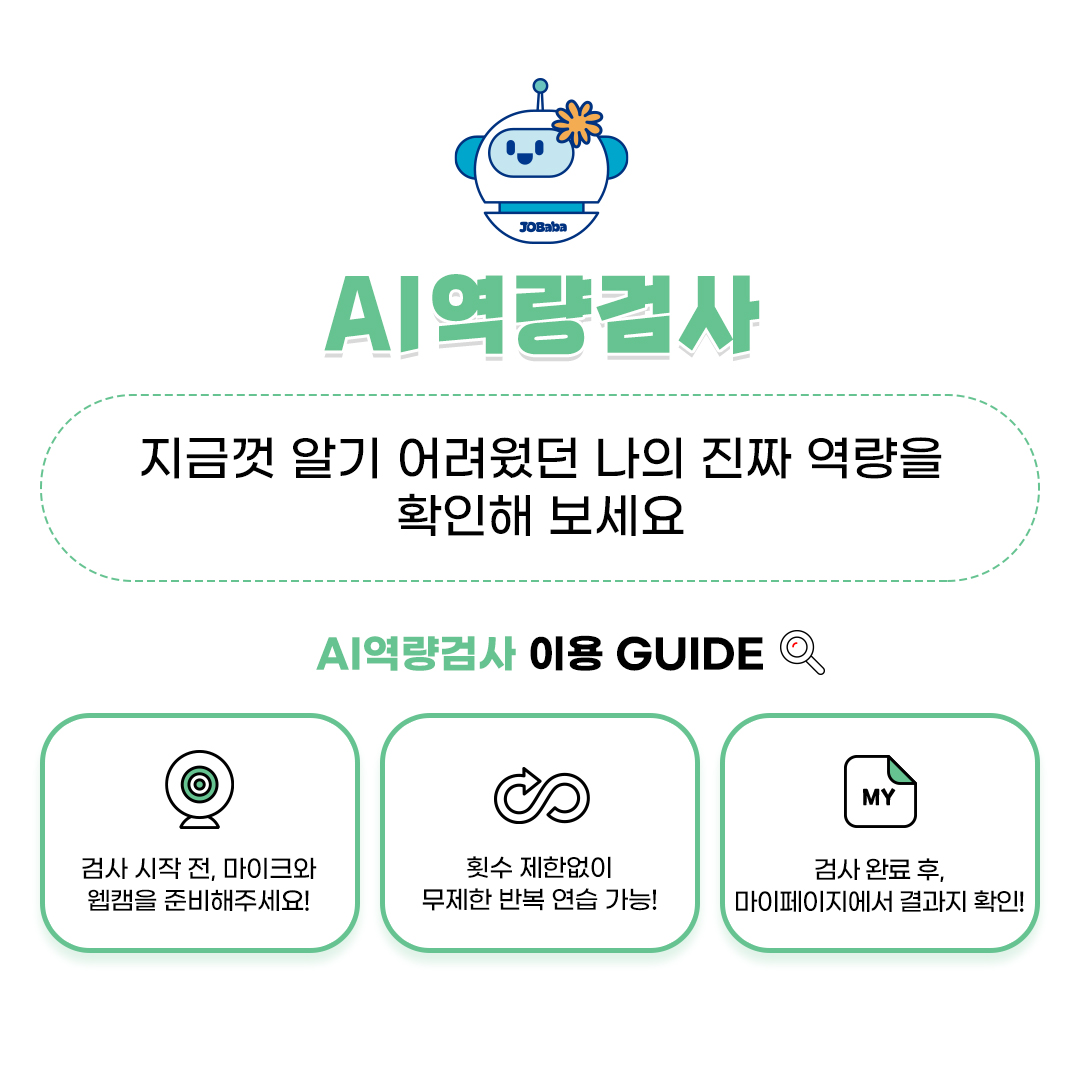 JOBaba
AI역량검사
지금껏 알기 어려웠던 나의 진짜 역량을
확인해 보세요
AI역량검사 이용 GUIDE
검사 시작 전, 마이크와
웹캠을 준비해주세요!
횟수 제한없이
무제한 반복 연습 가능!
MY
검사 완료 후,
마이페이지에서 결과지 확인!